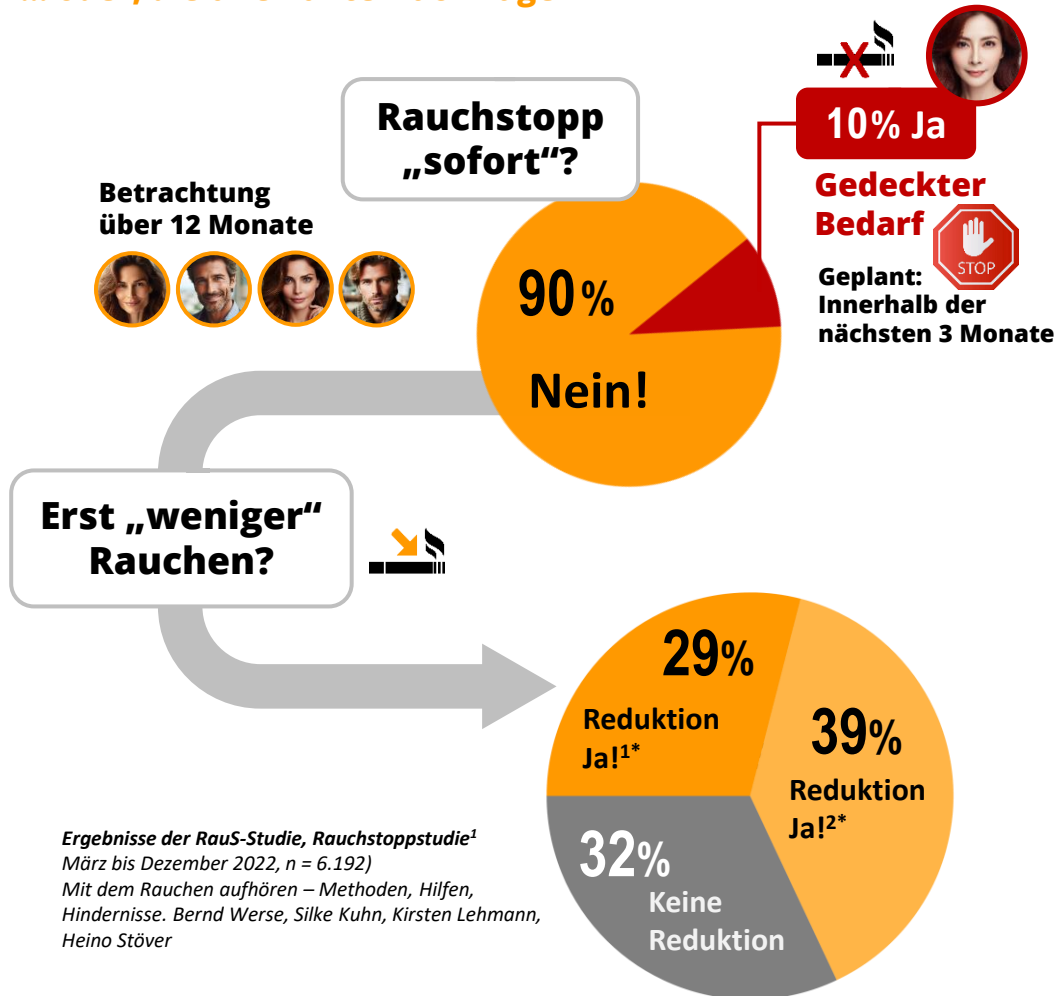 Rauchstopp
„sofort“?
10% Ja
Gedeckter
Bedarf
STOP
Geplant:
Innerhalb der
nächsten 3 Monate
Betrachtung
über 12 Monate
90%
Nein!
Erst „weniger“
Rauchen?
29%
Reduktion
Ja!¹*
39%
Reduktion
Ja!²*
32%
Keine
Reduktion
Ergebnisse der RauS-Studie, Rauchstoppstudie¹
März bis Dezember 2022, n = 6.192)
Mit dem Rauchen aufhören – Methoden, Hilfen,
Hindernisse. Bernd Werse, Silke Kuhn, Kirsten Lehmann,
Heino Stöver